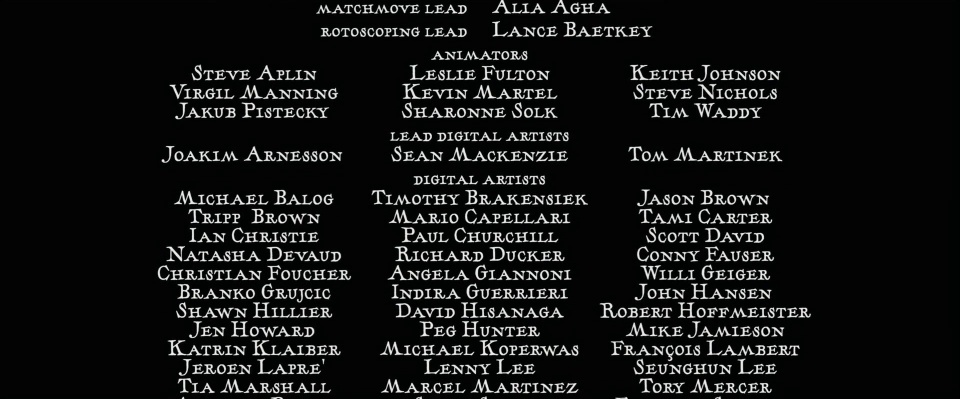 MATCHMOVE LEAD ALIA AGHA
ROTOSCOPING LEAD LANCE BAETKEY
ANIMATORS
STEVE APLIN LESLIE FULTON KEITH JOHNSON
VIRGIL MANNING KEVIN MARTEL STEVE NICHOLS
JAKUB PISTECKY SHARONNE SOLK TIM WADDY
LEAD DIGITAL ARTISTS
JOAKIM ARNESSON SEAN MACKENZIE TOM MARTINEK
DIGITAL ARTISTS
MICHAEL BALOG TIMOTHY BRAKENSIEK JASON BROWN
TRIPP BROWN MARIO CAPELLARI TAMI CARTER
IAN CHRISTIE PAUL CHURCHILL SCOTT DAVID
NATASHA DEVAUD RICHARD DUCKER CONNY FAUSER
CHRISTIAN FOUCHER ANGELA GIANNONI WILLI GEIGER
BRANKO GRUJCIC INDIRA GUERRIERI JOHN HANSEN
SHAWN HILLIER DAVID HISANAGA ROBERT HOFFMEISTER
JEN HOWARD PEG HUNTER MIKE JAMIESON
KATRIN KLAIBER MICHAEL KOPERWAS FRANÇOIS LAMBERT
JEROEN LAPRE' LENNY LEE SEUNGHUN LEE
TIA MARSHALL MARCEL MARTINEZ TORY MERCER